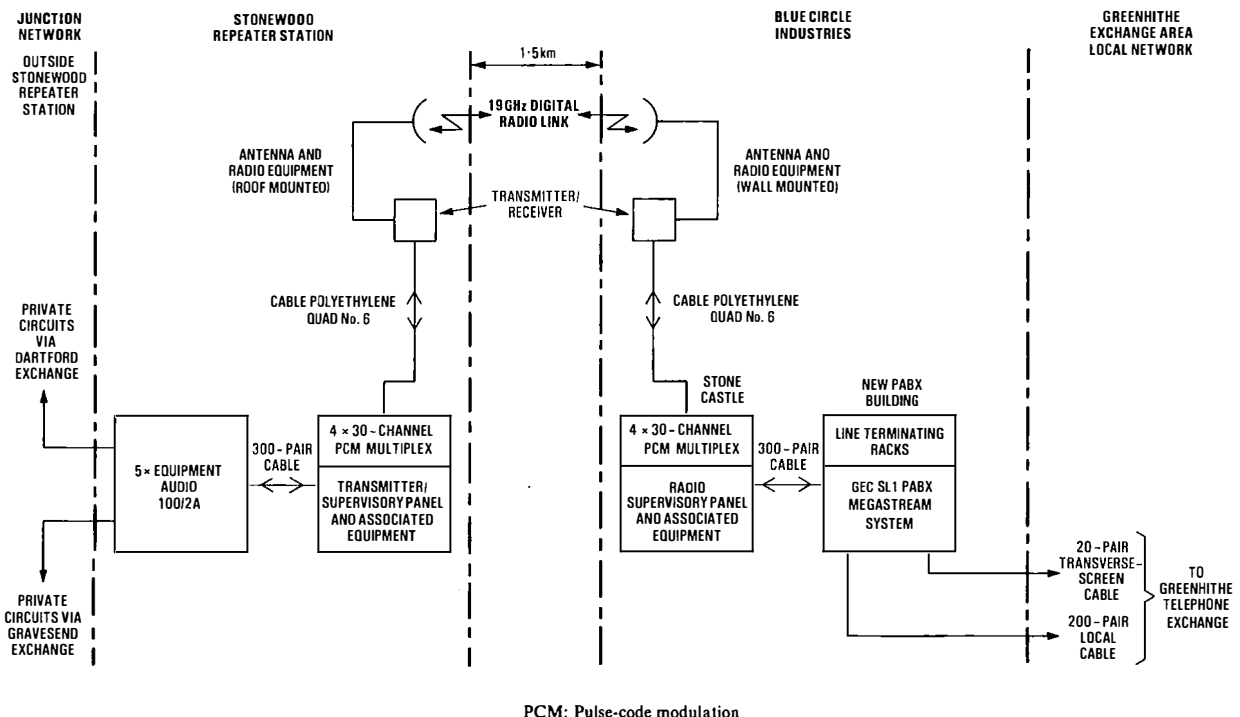 JUNCTION
NETWORK
OUTSIDE
STONEWOOD
REPEATER
STATION
STONEWOOD
REPEATER STATION
1·5km
BLUE CIRCLE
INDUSTRIES
GREENHITHE
EXCHANGE AREA
LOCAL NETWORK
19GHz DIGITAL
RADIO LINK
ANTENNA AND
RADIO EQUIPMENT
(ROOF MOUNTED)
ANTENNA AND
RADIO EQUIPMENT
(WALL MOUNTED)
TRANSMITTER/
RECEIVER
CABLE POLYETHYLENE
QUAD No. 6
CABLE POLYETHYLENE
QUAD No. 6
PRIVATE
CIRCUITS
VIA
DARTFORD
EXCHANGE
5× EQUIPMENT
AUDIO
100/2A
300-PAIR
CABLE
4 × 30-CHANNEL
PCM MULTIPLEX
TRANSMITTER/
SUPERVISORY PANEL
AND ASSOCIATED
EQUIPMENT
STONE
CASTLE
4 × 30-CHANNEL
PCM MULTIPLEX
RADIO
SUPERVISORY PANEL
AND ASSOCIATED
EQUIPMENT
300-PAIR
CABLE
NEW PABX
BUILDING
LINE TERMINATING
RACKS
GEC SL1 PABX
MEGASTREAM
SYSTEM
PRIVATE
CIRCUITS VIA
GRAVESEND
EXCHANGE
20-PAIR
TRANSVERSE-
SCREEN
CABLE
200-PAIR
LOCAL
CABLE
TO
GREENHITHE
TELEPHONE
EXCHANGE
PCM: Pulse-code modulation